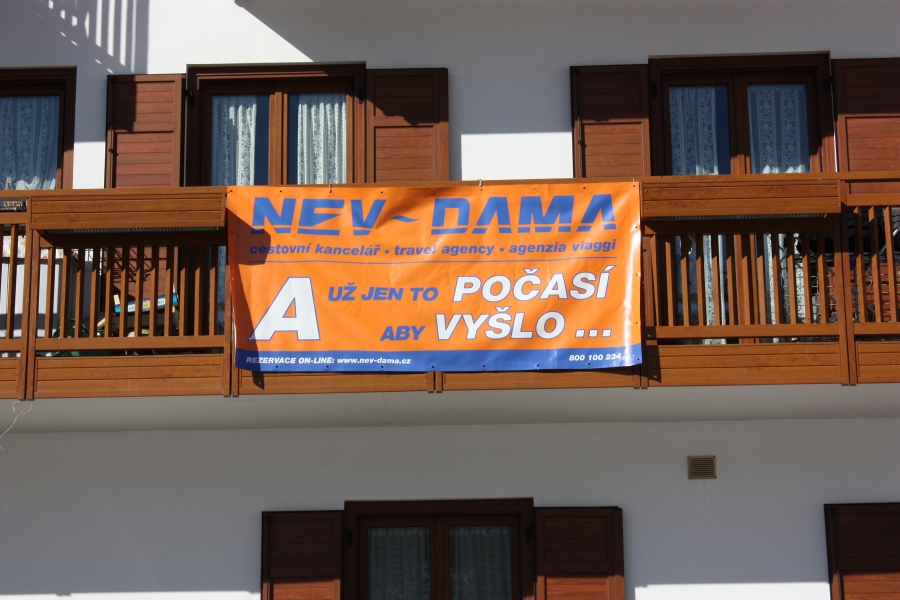 NEV-DAMA
cestovní kancelář • travel agency • agenzia viaggi
A UŽ JEN TO POČASÍ
ABY VYŠLO ...
REZERVACE ON-LINE: www.nev-dama.cz 800 100 234